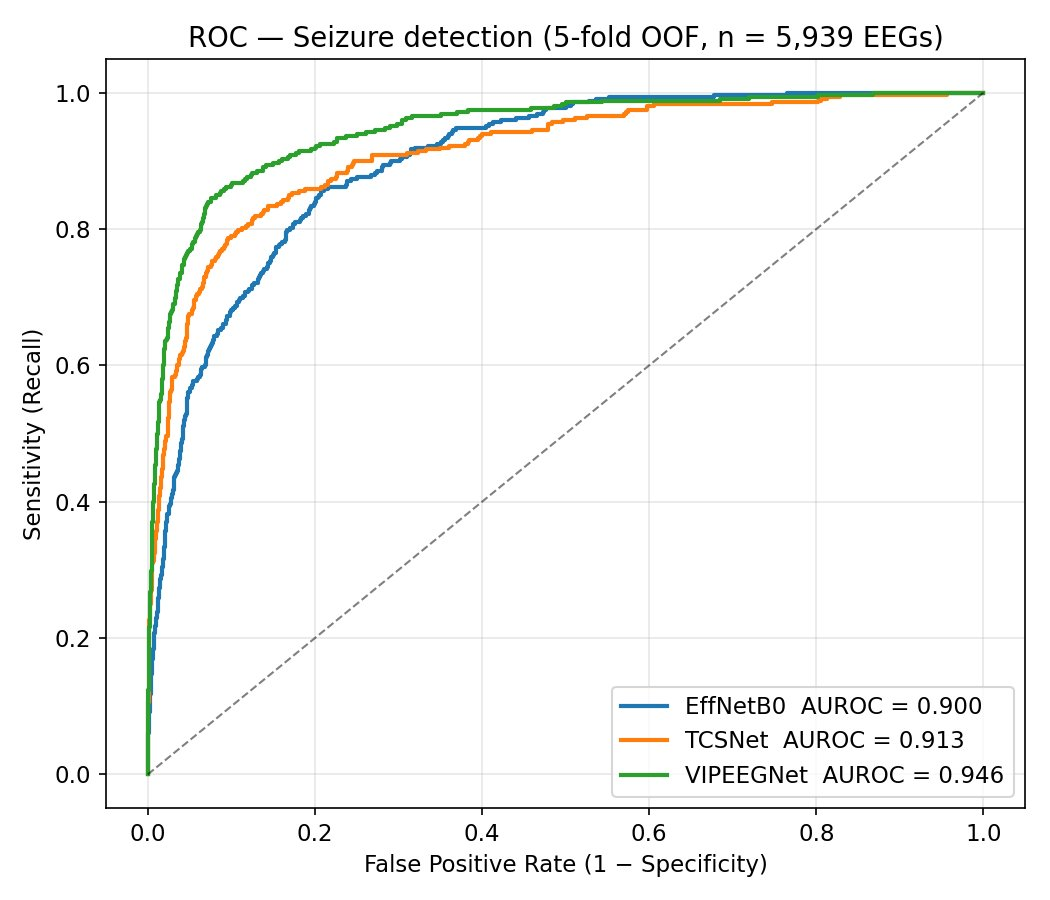 ROC — Seizure detection (5-fold OOF, n = 5,939 EEGs)
1.0
0.8
0.6
0.4
0.2
0.0
Sensitivity (Recall)
EffNetB0 AUROC = 0.900
TCSNet AUROC = 0.913
VIPEEGNet AUROC = 0.946
0.0 0.2 0.4 0.6 0.8 1.0
False Positive Rate (1 − Specificity)